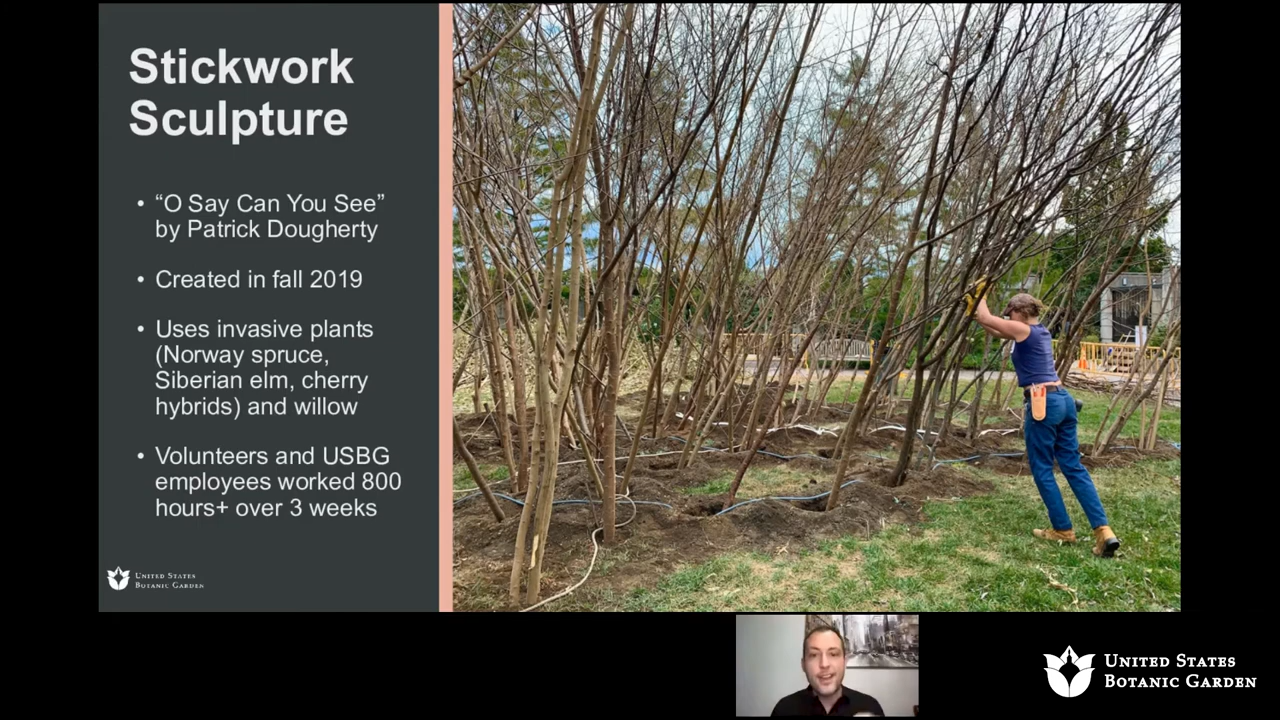 Stickwork
Sculpture
• “O Say Can You See”
by Patrick Dougherty
• Created in fall 2019
• Uses invasive plants
(Norway spruce,
Siberian elm, cherry
hybrids) and willow
• Volunteers and USBG
employees worked 800
hours+ over 3 weeks
United States
Botanic Garden
United States
Botanic Garden